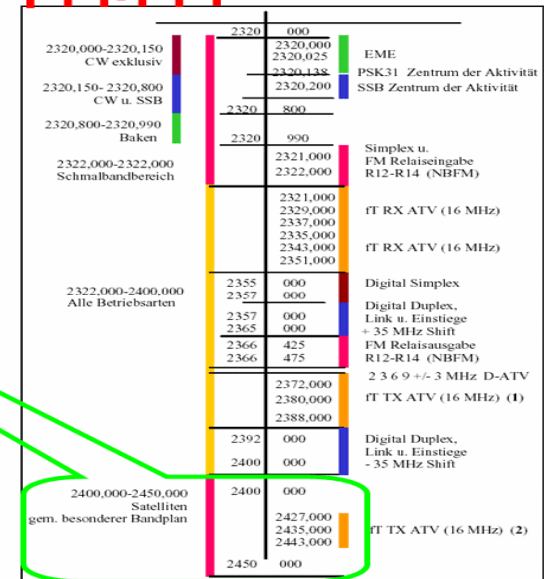 2320 000
2320,000-2320,150
CW exklusiv
2320,000
2320,025
EME
2320,138
PSK31 Zentrum der Aktivität
2320,150- 2320,800
CW u. SSB
2320,200
SSB Zentrum der Aktivität
2320 800
2320,800-2320,990
Baken
2320 990
2322,000-2322,000
Schmalbandbereich
2321,000
2322,000
Simplex u.
FM Relaiseingabe
R12-R14 (NBFM)
2321,000
2329,000
2337,000
fT RX ATV (16 MHz)
2335,000
2343,000
2351,000
fT RX ATV (16 MHz)
2322,000-2400,000
Alle Betriebsarten
2355 000
2357 000
Digital Simplex
2357 000
2365 000
Digital Duplex,
Link u. Einstiege
+ 35 MHz Shift
2366 425
2366 475
FM Relaisausgabe
R12-R14 (NBFM)
2 3 6 9 +/- 3 MHz D-ATV
2372,000
2380,000
2388,000
fT TX ATV (16 MHz) (1)
2392 000
2400 000
Digital Duplex,
Link u. Einstiege
- 35 MHz Shift
2400,000-2450,000
Satelliten
gem. besonderer Bandplan
2400 000
2427,000
2435,000
2443,000
fT TX ATV (16 MHz) (2)
2450 000